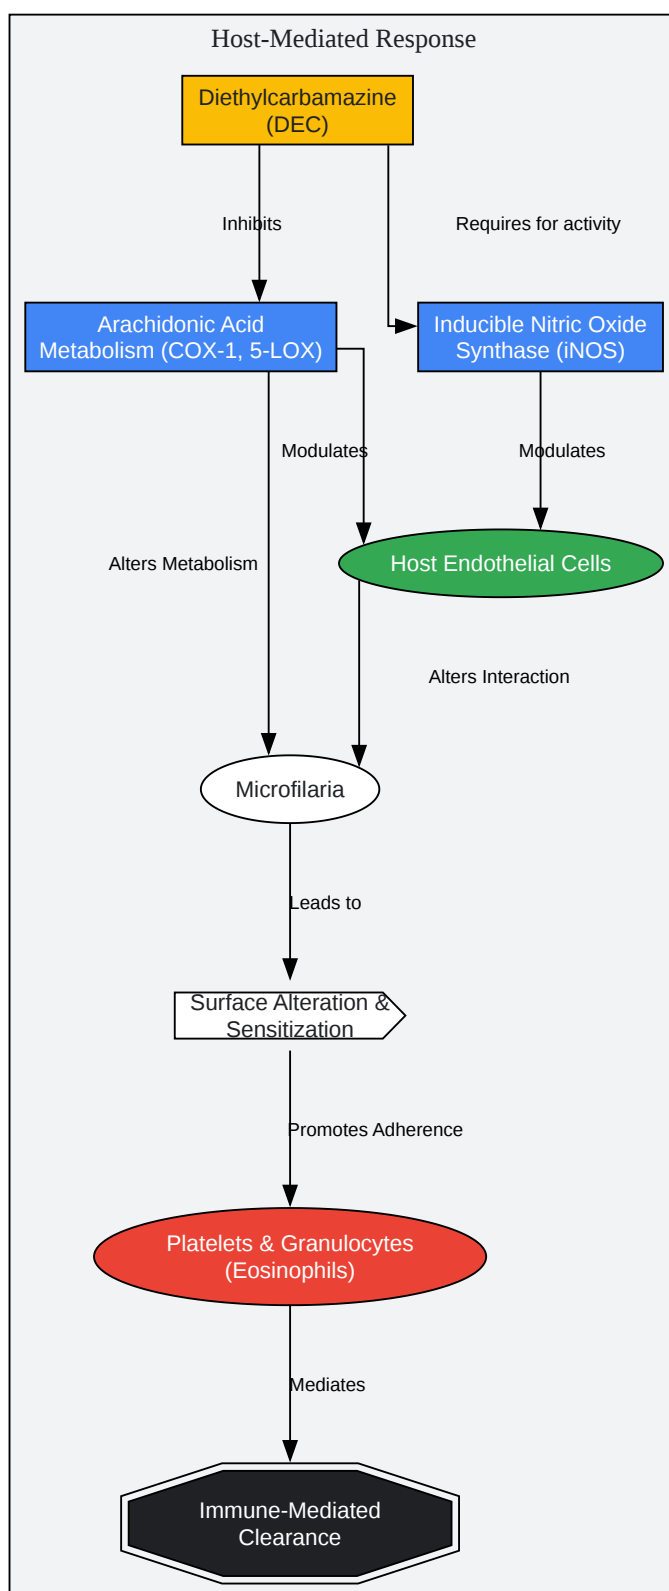 Host-Mediated Response
Diethylcarbamazine
(DEC)
Inhibits
Requires for activity
Arachidonic Acid
Metabolism (COX-1, 5-LOX)
Inducible Nitric Oxide
Synthase (iNOS)
Modulates
Modulates
Alters Metabolism
Host Endothelial Cells
Alters Interaction
Microfilaria
Leads to
Surface Alteration &
Sensitization
Promotes Adherence
Platelets & Granulocytes
(Eosinophils)
Mediates
Immune-Mediated
Clearance